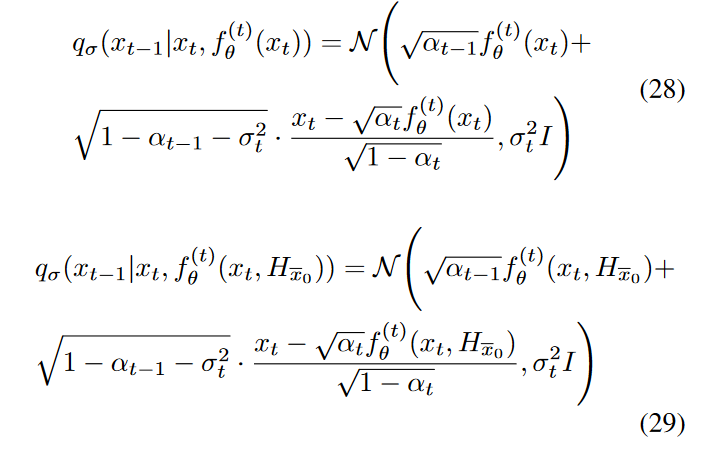 q_σ(x_{t−1}|x_t, f_θ^{(t)}(x_t)) = 𝒩(√α_{t−1} f_θ^{(t)}(x_t)+
√(1 − α_{t−1} − σ_t^2) · (x_t − √α_t f_θ^{(t)}(x_t))/√(1 − α_t), σ_t^2 I)
(28)
q_σ(x_{t−1}|x_t, f_θ^{(t)}(x_t, H_{x̅_0})) = 𝒩(√α_{t−1} f_θ^{(t)}(x_t, H_{x̅_0})+
√(1 − α_{t−1} − σ_t^2) · (x_t − √α_t f_θ^{(t)}(x_t, H_{x̅_0}))/√(1 − α_t), σ_t^2 I)
(29)